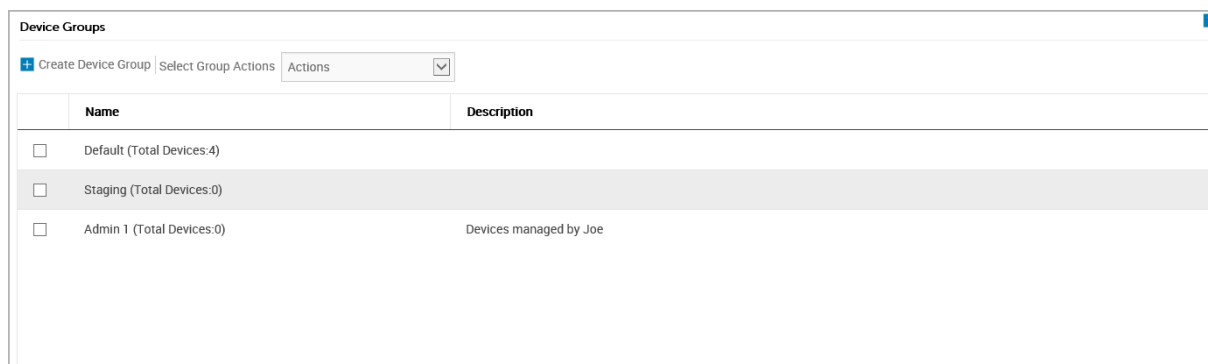 Device Groups
Create Device Group Select Group Actions Actions
Name Description
Default (Total Devices:4)
Staging (Total Devices:0)
Admin 1 (Total Devices:0) Devices managed by Joe